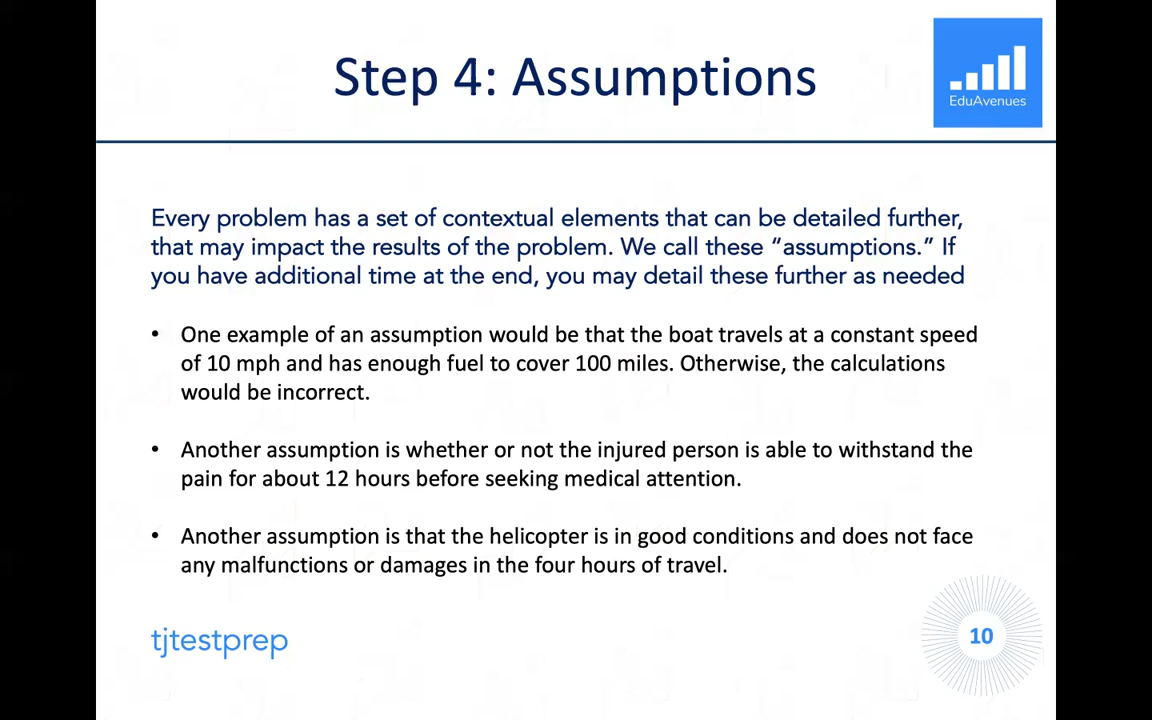 Step 4: Assumptions
EduAvenues
Every problem has a set of contextual elements that can be detailed further,
that may impact the results of the problem. We call these “assumptions.” If
you have additional time at the end, you may detail these further as needed
• One example of an assumption would be that the boat travels at a constant speed
of 10 mph and has enough fuel to cover 100 miles. Otherwise, the calculations
would be incorrect.
• Another assumption is whether or not the injured person is able to withstand the
pain for about 12 hours before seeking medical attention.
• Another assumption is that the helicopter is in good conditions and does not face
any malfunctions or damages in the four hours of travel.
tjtestprep
10